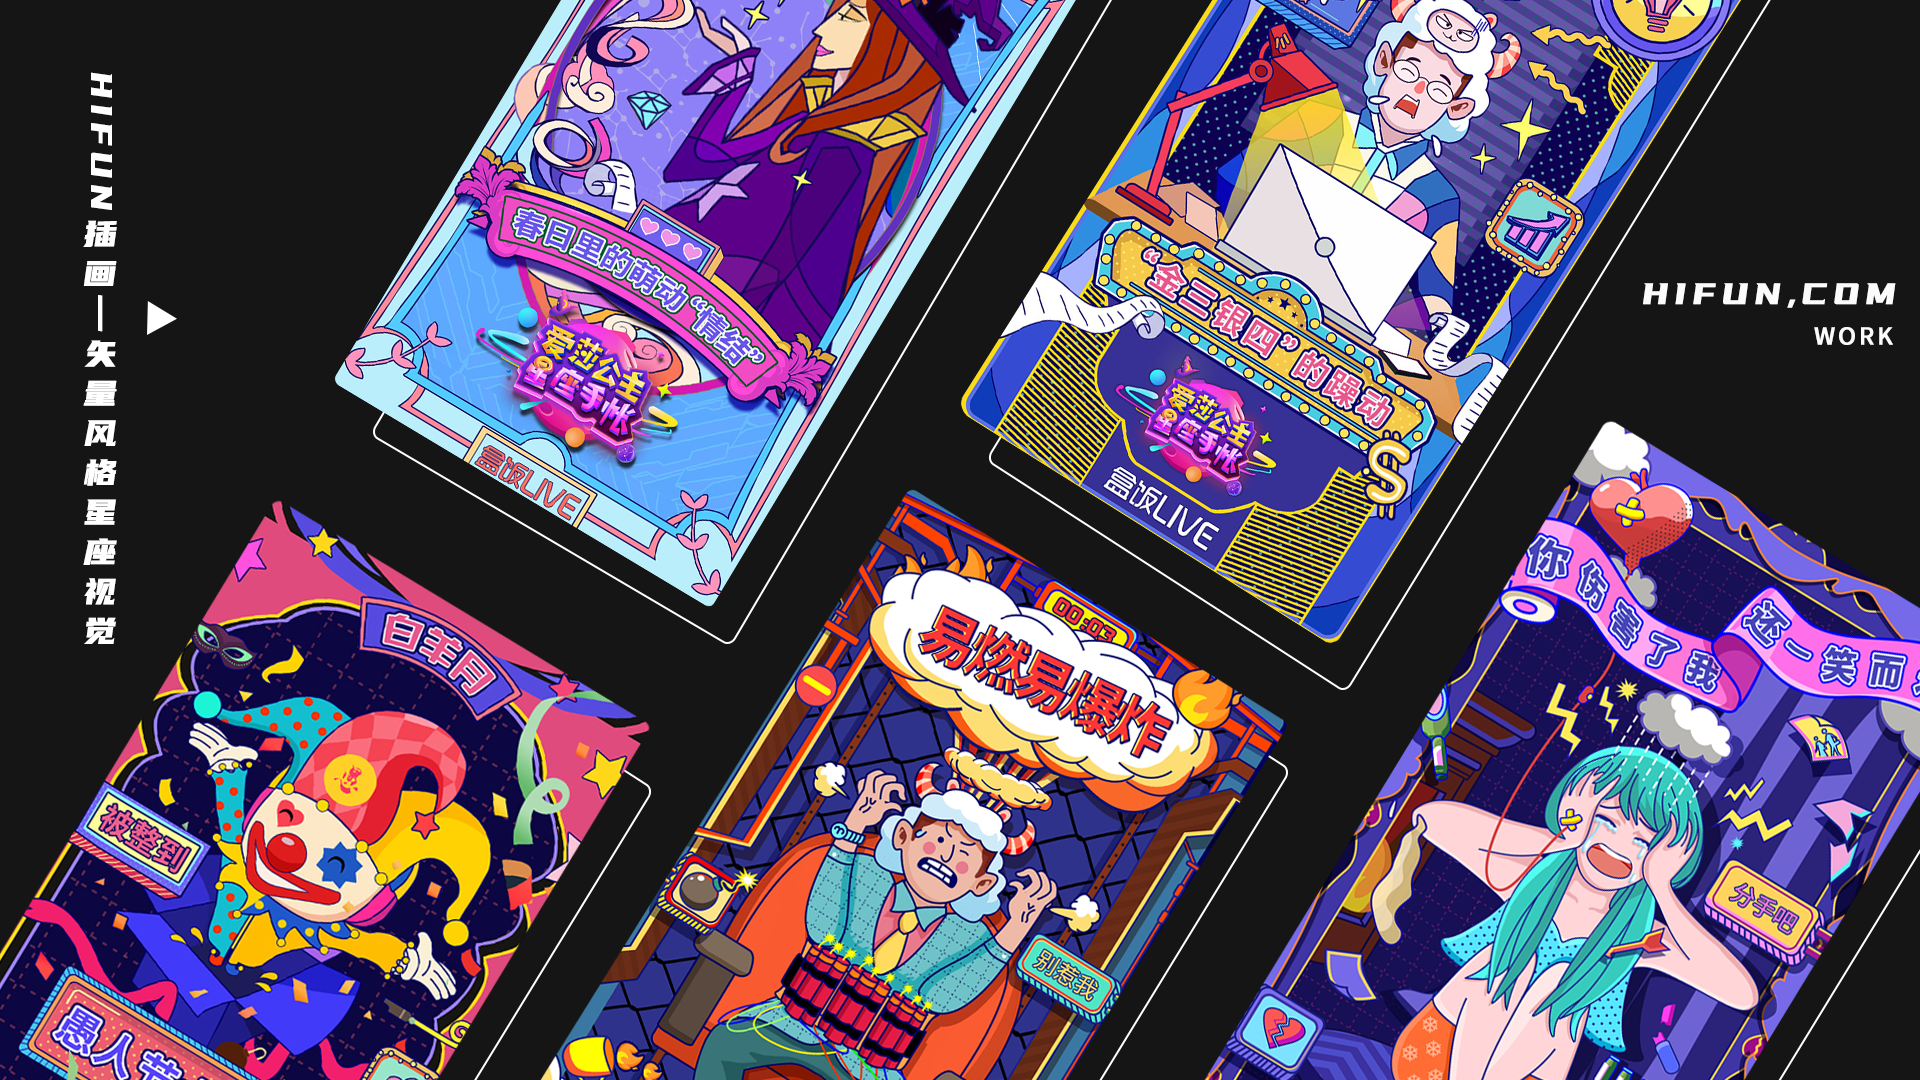 HIFUN插画—矢量风格星座视觉
HIFUN,COM
WORK
春日里的萌动“情结”
爱莎公主
星座手帐
盒饭LIVE
“金三银四”的躁动
爱莎公主
星座手帐
盒饭LIVE
$
白羊月
被整到
00:03
易燃易爆炸
别惹我
你伤害了我
还一笑而
分手吧